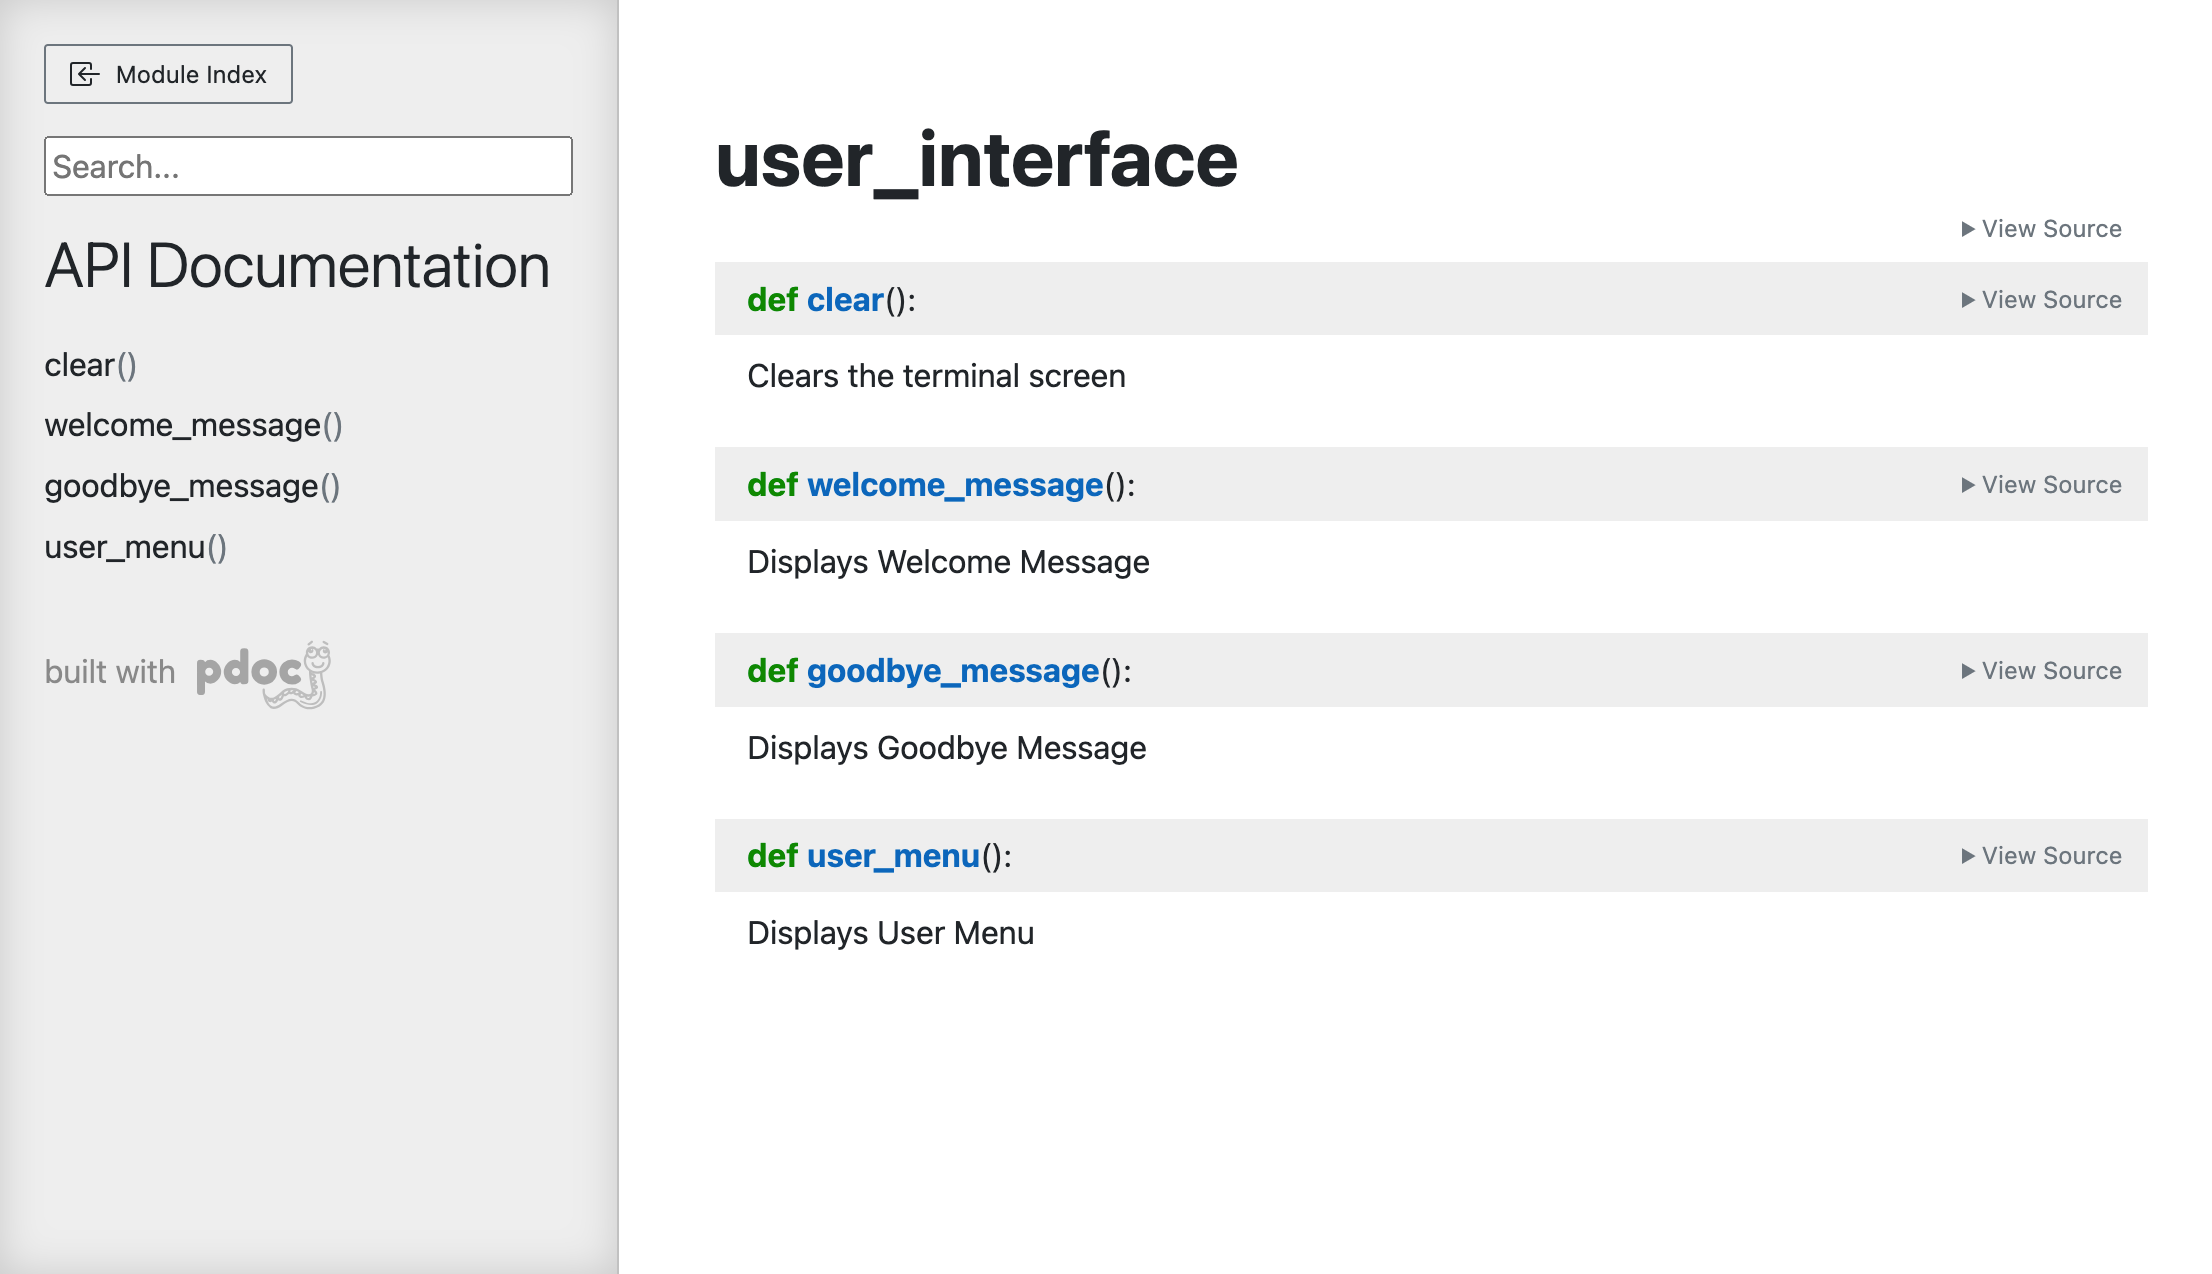 Module Index
Search...
API Documentation
clear()
welcome_message()
goodbye_message()
user_menu()
built with pdoc
user_interface
View Source
def clear():
View Source
Clears the terminal screen
def welcome_message():
View Source
Displays Welcome Message
def goodbye_message():
View Source
Displays Goodbye Message
def user_menu():
View Source
Displays User Menu